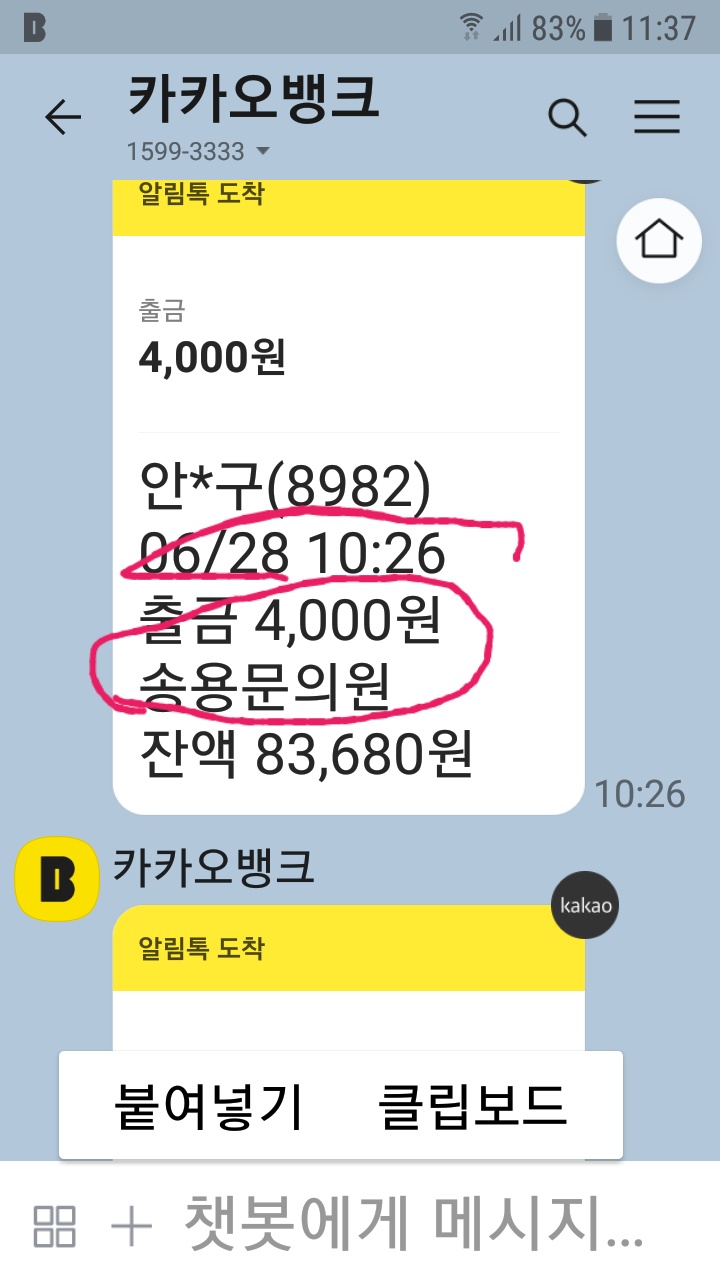 B
83% 11:37
카카오뱅크
1599-3333
알림톡 도착
출금
4,000원
안*구(8982)
06/28 10:26
출금 4,000원
송용문의원
잔액 83,680원
10:26
B
카카오뱅크
kakao
알림톡 도착
붙여넣기 클립보드
챗봇에게 메시지...